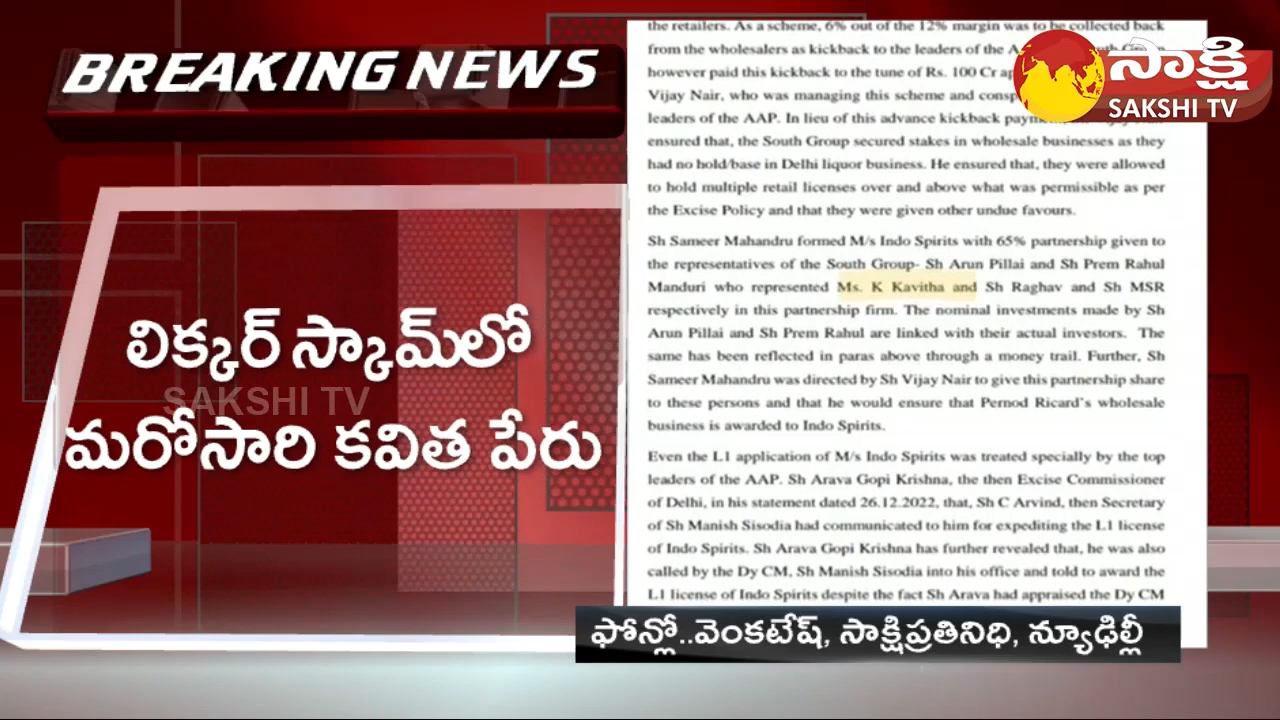 BREAKING NEWS
సాక్షి
SAKSHI TV
లిక్కర్ స్కామ్‌లో
SAKSHI TV
మరోసారి కవిత పేరు
the retailers. As a scheme, 6% out of the 12% margin was to be collected back
from the wholesalers as kickback to the leaders of the
however paid this kickback to the tune of Rs. 100 Cr
Vijay Nair, who was managing this scheme and
leaders of the AAP. In lieu of this advance kickback
ensured that, the South Group secured stakes in wholesale businesses as they
had no hold/base in Delhi liquor business. He ensured that, they were allowed
to hold multiple retail licenses over and above what was permissible as per
the Excise Policy and that they were given other undue favours.
Sh Sameer Mahandru formed M/s Indo Spirits with 65% partnership given to
the representatives of the South Group- Sh Arun Pillai and Sh Prem Rahul
Manduri who represented Ms. K Kavitha and Sh Raghav and Sh MSR
respectively in this partnership firm. The nominal investments made by Sh
Arun Pillai and Sh Prem Rahul are linked with their actual investors. The
same has been reflected in paras above through a money trail. Further, Sh
Sameer Mahandru was directed by Sh Vijay Nair to give this partnership share
to these persons and that he would ensure that Pernod Ricard's wholesale
business is awarded to Indo Spirits.
Even the L1 application of M/s Indo Spirits was treated specially by the top
leaders of the AAP. Sh Arava Gopi Krishna, the then Excise Commissioner
of Delhi, in his statement dated 26.12.2022, that, Sh C Arvind, then Secretary
of Sh Manish Sisodia had communicated to him for expediting the L1 license
of Indo Spirits. Sh Arava Gopi Krishna has further revealed that, he was also
called by the Dy CM, Sh Manish Sisodia into his office and told to award the
L1 license of Indo Spirits despite the fact Sh Arava had appraised the Dy CM
ఫోన్లో..వెంకటేష్, సాక్షిప్రతినిధి, న్యూఢిల్లీ